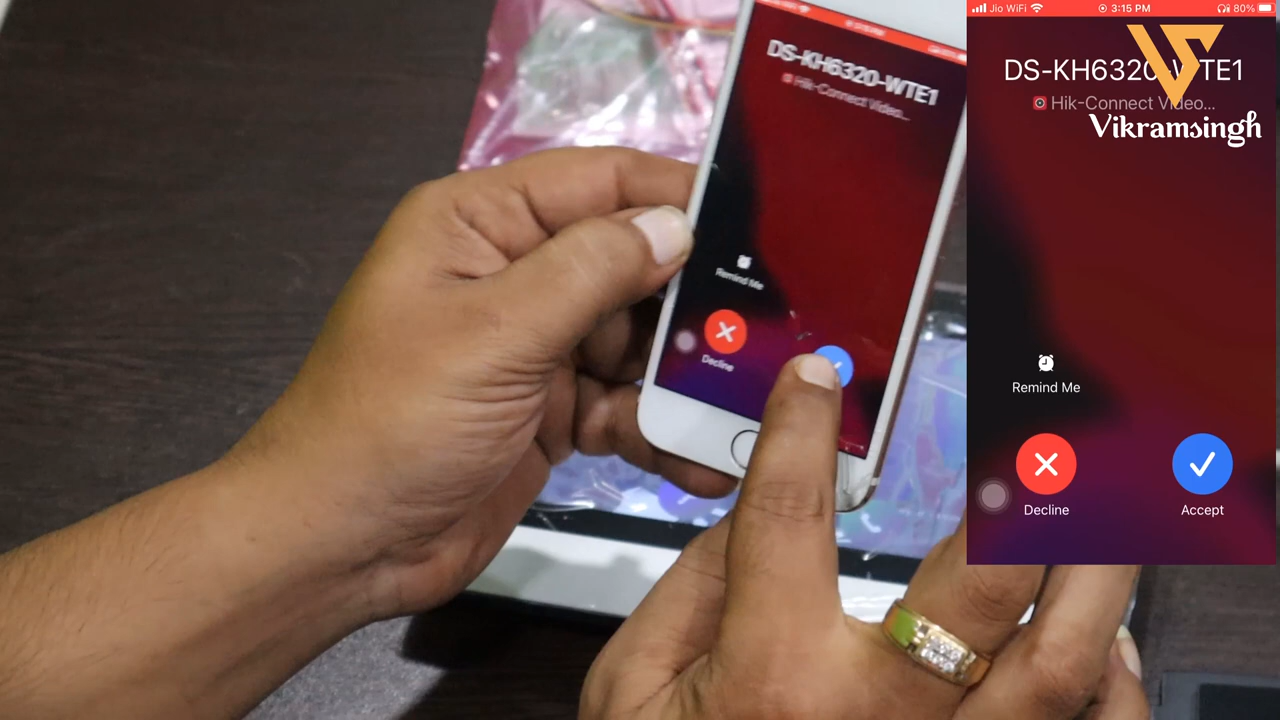 DS-KH6320-WTE1
Hik-Connect Video...
Remind Me
Decline
Jio WiFi 3:15 PM 80%
DS-KH6320-WTE1
Hik-Connect Video...
Vikramsingh
Remind Me
Decline
Accept